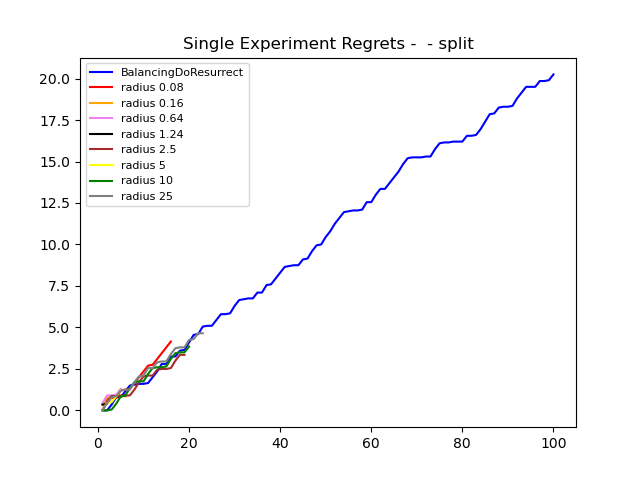 Single Experiment Regrets -  - split
BalancingDoResurrect
radius 0.08
radius 0.16
radius 0.64
radius 1.24
radius 2.5
radius 5
radius 10
radius 25
20.0
17.5
15.0
12.5
10.0
7.5
5.0
2.5
0.0
0 20 40 60 80 100